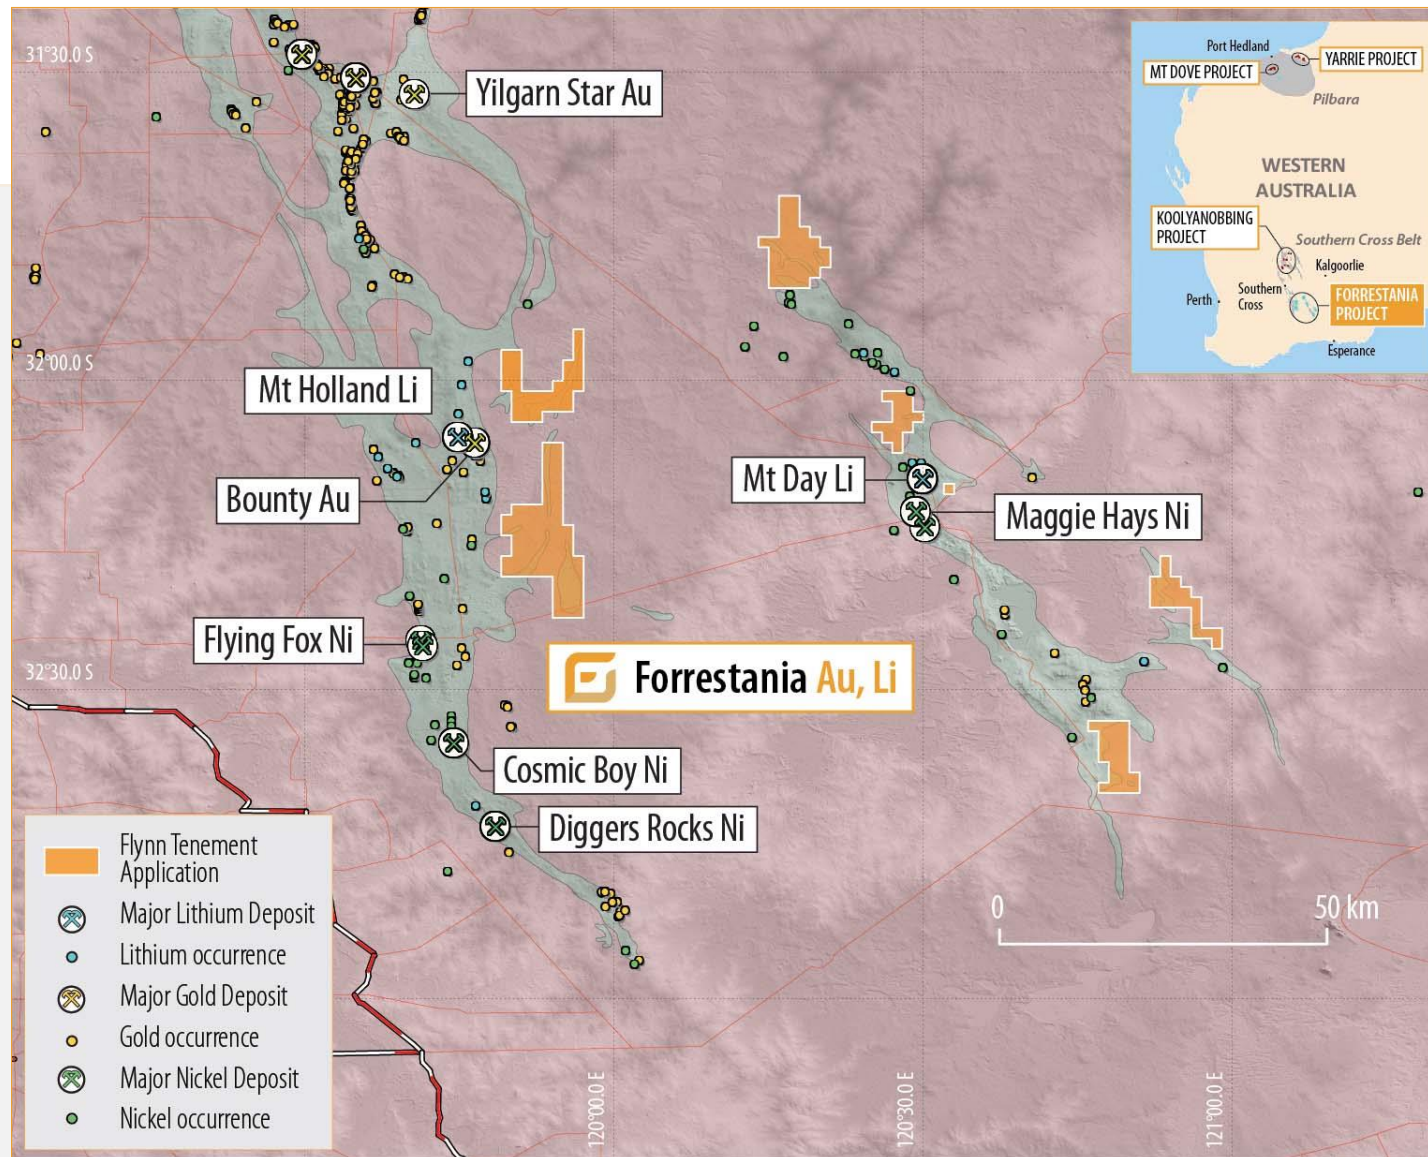 31°30.0 S
Yilgarn Star Au
Port Hedland
MT DOVE PROJECT
YARRIE PROJECT
Pilbara
WESTERN
AUSTRALIA
KOOLYANOBBING
PROJECT
Southern Cross Belt
Kalgoorlie
Southern
Cross
Perth
FORRESTANIA
PROJECT
Esperance
32°00.0 S
Mt Holland Li
Bounty Au
Mt Day Li
Maggie Hays Ni
Flying Fox Ni
32°30.0 S
Forrestania Au, Li
Cosmic Boy Ni
Diggers Rocks Ni
Flynn Tenement
Application
Major Lithium Deposit
Lithium occurrence
Major Gold Deposit
Gold occurrence
Major Nickel Deposit
Nickel occurrence
0 50 km
120°00.0 E
120°30.0 E
121°00.0 E